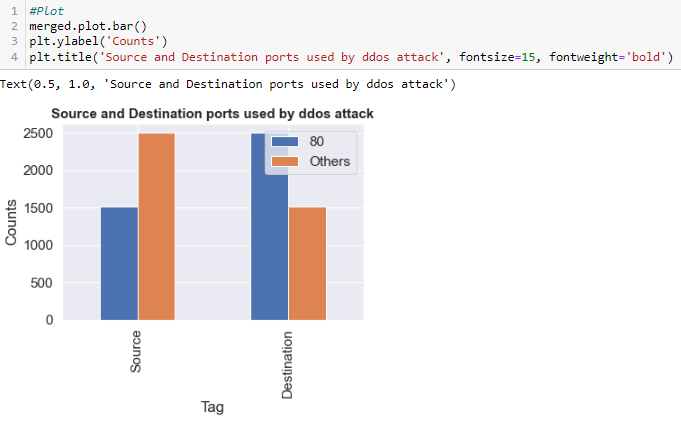 1 #Plot
2 merged.plot.bar()
3 plt.ylabel('Counts')
4 plt.title('Source and Destination ports used by ddos attack', fontsize=15, fontweight='bold')
Text(0.5, 1.0, 'Source and Destination ports used by ddos attack')
Source and Destination ports used by ddos attack
2500
2000
1500
1000
500
0
Counts
80
Others
Source
Destination
Tag